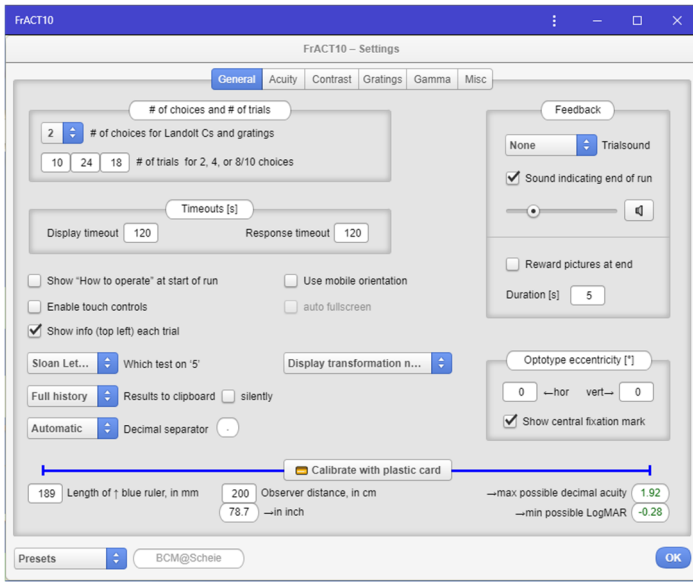 FrACT10
FrACT10 – Settings
General Acuity Contrast Gratings Gamma Misc
# of choices and # of trials
2 # of choices for Landolt Cs and gratings
10 24 18 # of trials for 2, 4, or 8/10 choices
Timeouts [s]
Display timeout 120 Response timeout 120
Feedback
None Trialsound
Sound indicating end of run
Reward pictures at end
Duration [s] 5
Show “How to operate” at start of run Use mobile orientation
Enable touch controls auto fullscreen
Show info (top left) each trial
Sloan Let... Which test on ‘5’ Display transformation n...
Full history Results to clipboard silently
Automatic Decimal separator .
Optotype eccentricity [°]
0 ←hor vert→ 0
Show central fixation mark
Calibrate with plastic card
189 Length of ↑ blue ruler, in mm 200 Observer distance, in cm →max possible decimal acuity 1.92
78.7 →in inch →min possible LogMAR -0.28
Presets BCM@Scheie OK